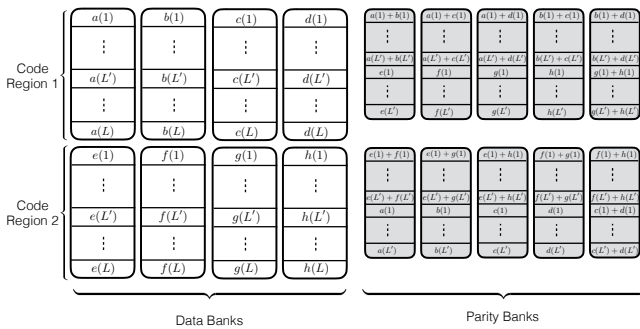 a(1) b(1) c(1) d(1)
a(L') b(L') c(L') d(L')
a(L) b(L) c(L) d(L)
Code
Region 1
a(1) + b(1) a(1) + c(1) a(1) + d(1) b(1) + c(1) b(1) + d(1)
a(L') + b(L') a(L') + c(L') a(L') + d(L') b(L') + c(L') b(L') + d(L')
e(1) f(1) g(1) h(1) g(1) + h(1)
e(L') f(L') g(L') h(L') g(L') + h(L')
e(1) f(1) g(1) h(1)
e(L') f(L') g(L') h(L')
e(L) f(L) g(L) h(L)
Code
Region 2
e(1) + f(1) e(1) + g(1) e(1) + h(1) f(1) + g(1) f(1) + h(1)
e(L') + f(L') e(L') + g(L') e(L') + h(L') f(L') + g(L') f(L') + h(L')
a(1) b(1) c(1) d(1) c(1) + d(1)
a(L') b(L') c(L') d(L') c(L') + d(L')
Data Banks
Parity Banks